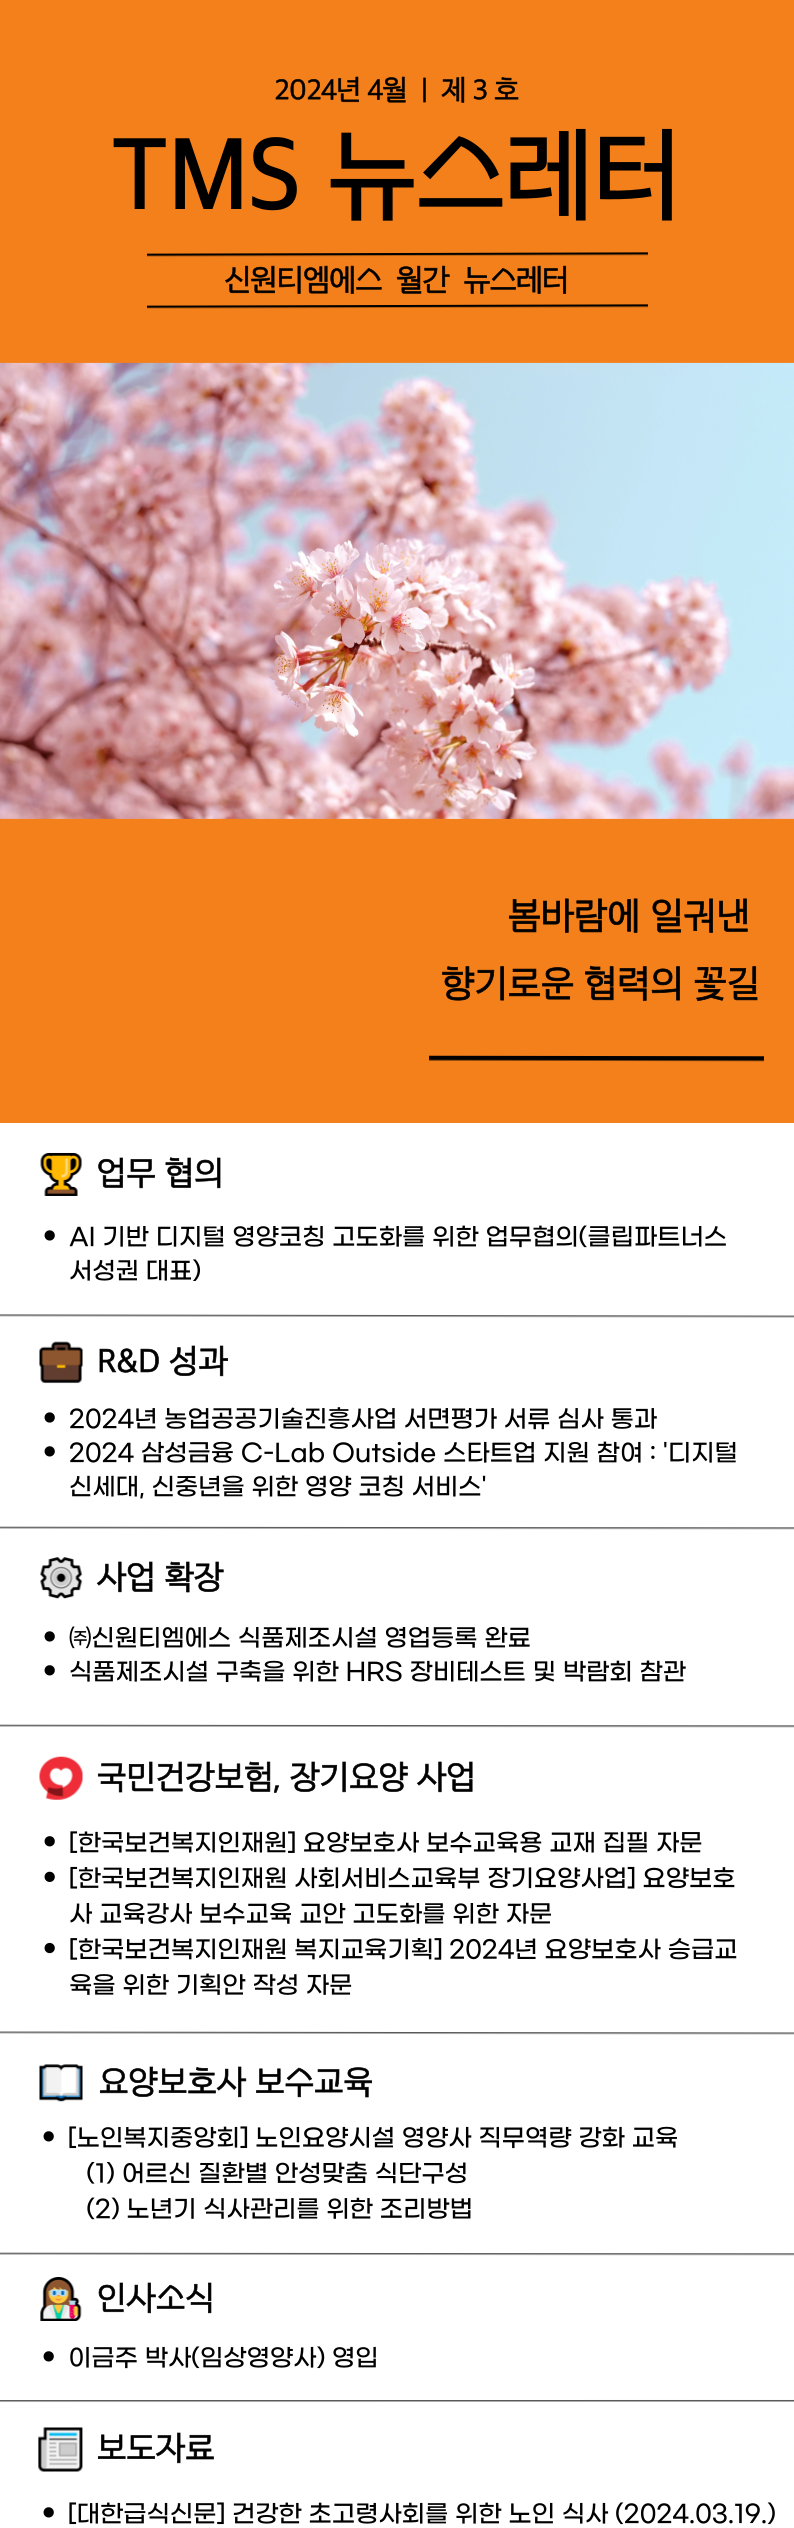 2024년 4월 | 제 3 호
TMS 뉴스레터
신원티엠에스 월간 뉴스레터
봄바람에 일궈낸
향기로운 협력의 꽃길
업무 협의
• AI 기반 디지털 영양코칭 고도화를 위한 업무협의(클립파트너스
서성권 대표)
R&D 성과
• 2024년 농업공공기술진흥사업 서면평가 서류 심사 통과
• 2024 삼성금융 C-Lab Outside 스타트업 지원 참여 : '디지털
신세대, 신중년을 위한 영양 코칭 서비스'
사업 확장
• ㈜신원티엠에스 식품제조시설 영업등록 완료
• 식품제조시설 구축을 위한 HRS 장비테스트 및 박람회 참관
국민건강보험, 장기요양 사업
• [한국보건복지인재원] 요양보호사 보수교육용 교재 집필 자문
• [한국보건복지인재원 사회서비스교육부 장기요양사업] 요양보호
사 교육강사 보수교육 교안 고도화를 위한 자문
• [한국보건복지인재원 복지교육기획] 2024년 요양보호사 승급교
육을 위한 기획안 작성 자문
요양보호사 보수교육
• [노인복지중앙회] 노인요양시설 영양사 직무역량 강화 교육
(1) 어르신 질환별 안성맞춤 식단구성
(2) 노년기 식사관리를 위한 조리방법
인사소식
• 이금주 박사(임상영양사) 영입
보도자료
• [대한급식신문] 건강한 초고령사회를 위한 노인 식사 (2024.03.19.)